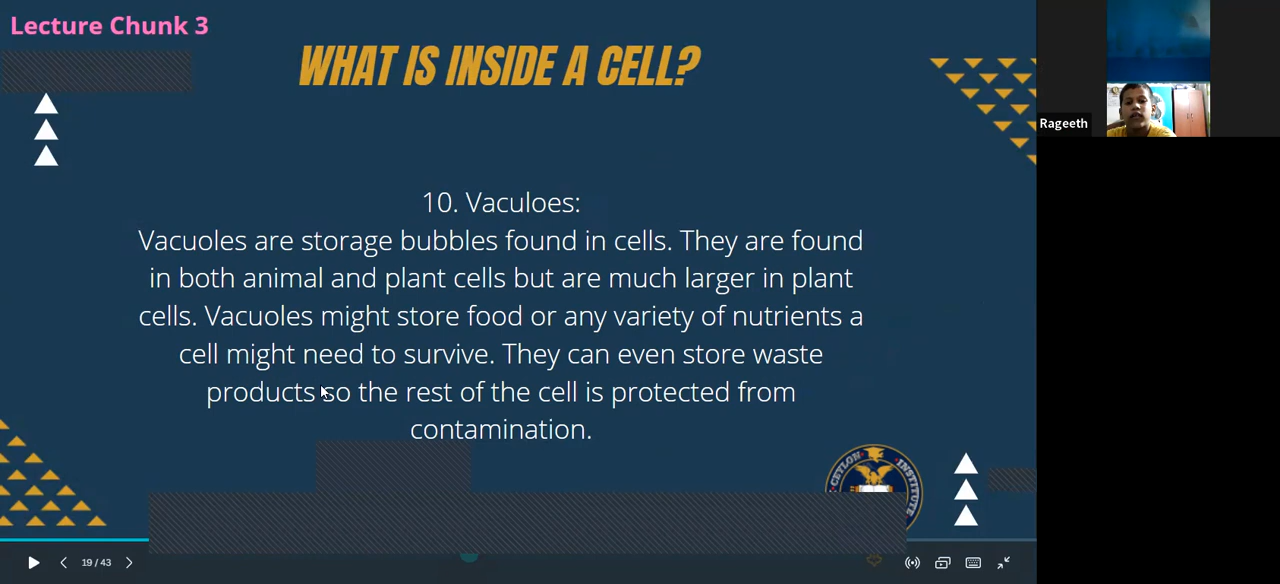 Lecture Chunk 3
WHAT IS INSIDE A CELL?
Rageeth
10. Vaculoes:
Vacuoles are storage bubbles found in cells. They are found
in both animal and plant cells but are much larger in plant
cells. Vacuoles might store food or any variety of nutrients a
cell might need to survive. They can even store waste
products so the rest of the cell is protected from
contamination.
CEYLON INSTITUTE
19 / 43